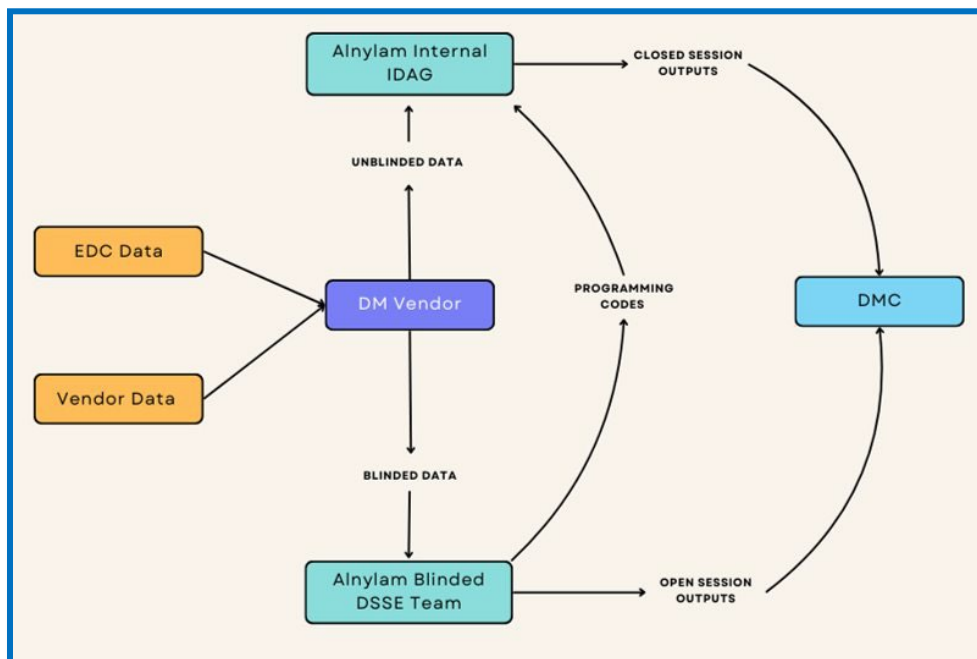 Alnylam Internal
IDAG
CLOSED SESSION
OUTPUTS
UNBLINDED DATA
EDC Data
DM Vendor
PROGRAMMING
CODES
DMC
Vendor Data
BLINDED DATA
Alnylam Blinded
DSSE Team
OPEN SESSION
OUTPUTS